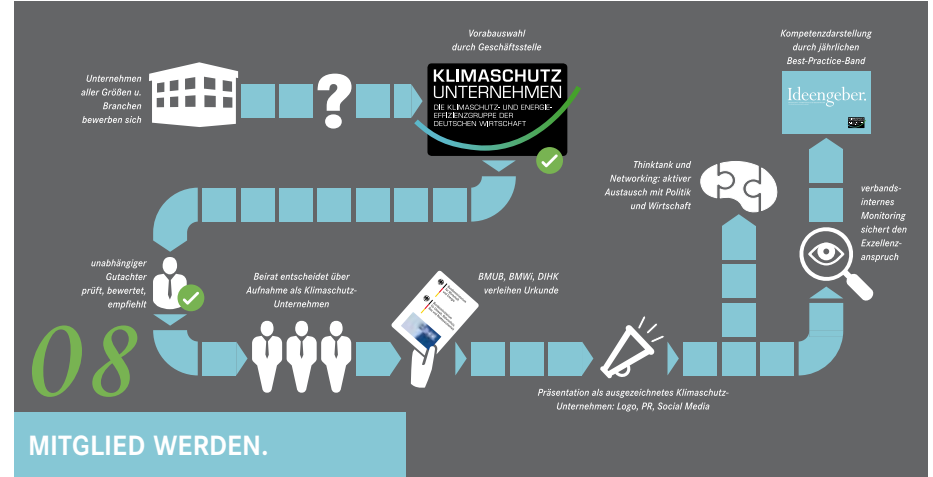 Unternehmen
aller Größen u.
Branchen
bewerben sich
?
Vorabauswahl
durch Geschäftsstelle
KLIMASCHUTZ
UNTERNEHMEN
DIE KLIMASCHUTZ- UND ENERGIE-
EFFIZIENZGRUPPE DER
DEUTSCHEN WIRTSCHAFT
unabhängiger
Gutachter
prüft, bewertet,
empfiehlt
Beirat entscheidet über
Aufnahme als Klimaschutz-
Unternehmen
BMUB, BMWi, DIHK
verleihen Urkunde
Präsentation als ausgezeichnetes Klimaschutz-
Unternehmen: Logo, PR, Social Media
Thinktank und
Networking: aktiver
Austausch mit Politik
und Wirtschaft
verbands-
internes
Monitoring
sichert den
Exzellenz-
anspruch
Kompetenzdarstellung
durch jährlichen
Best-Practice-Band
Ideengeber.
08
MITGLIED WERDEN.